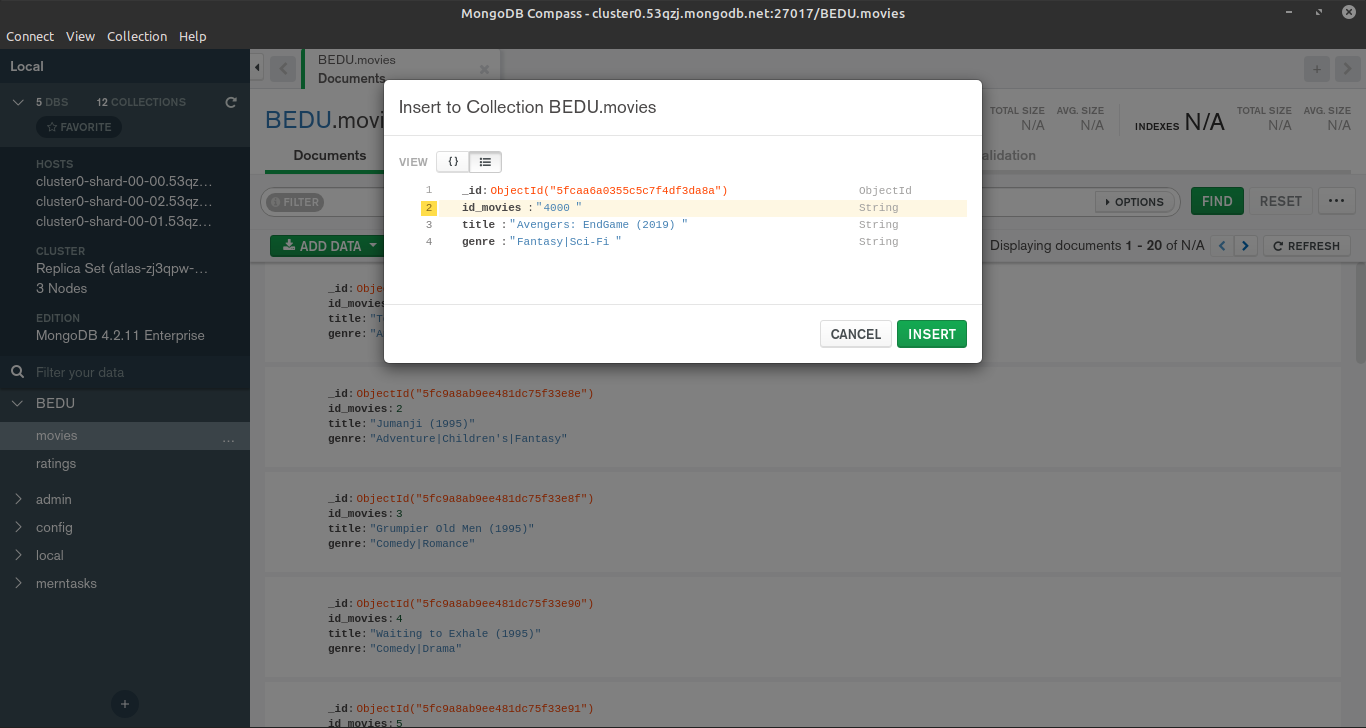 MongoDB Compass - cluster0.53qzj.mongodb.net:27017/BEDU.movies
Connect View Collection Help
Local
5 DBS 12 COLLECTIONS
FAVORITE
HOSTS
cluster0-shard-00-00.53qz...
cluster0-shard-00-02.53qz...
cluster0-shard-00-01.53qz...
CLUSTER
Replica Set (atlas-zj3qpw-...
3 Nodes
EDITION
MongoDB 4.2.11 Enterprise
Filter your data
BEDU
movies ...
ratings
admin
config
local
merntasks
+
BEDU.movies
Documents
BEDU.movi
TOTAL SIZE AVG. SIZE TOTAL SIZE AVG. SIZE
N/A N/A INDEXES N/A N/A N/A
Documents alidation
FILTER OPTIONS FIND RESET ...
ADD DATA Displaying documents 1 - 20 of N/A REFRESH
Insert to Collection BEDU.movies
VIEW {}
1 _id: ObjectId("5fcaa6a0355c5c7f4df3da8a") ObjectId
2 id_movies : "4000 " String
3 title : "Avengers: EndGame (2019) " String
4 genre : "Fantasy|Sci-Fi " String
CANCEL INSERT
_id: Obje
id_movies
title: "T
genre: "A
_id: ObjectId("5fc9a8ab9ee481dc75f33e8e")
id_movies: 2
title: "Jumanji (1995)"
genre: "Adventure|Children's|Fantasy"
_id: ObjectId("5fc9a8ab9ee481dc75f33e8f")
id_movies: 3
title: "Grumpier Old Men (1995)"
genre: "Comedy|Romance"
_id: ObjectId("5fc9a8ab9ee481dc75f33e90")
id_movies: 4
title: "Waiting to Exhale (1995)"
genre: "Comedy|Drama"
_id: ObjectId("5fc9a8ab9ee481dc75f33e91")
id_movies: 5